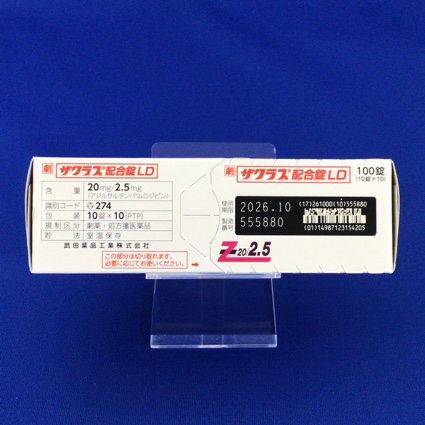 劇 ザクラス®配合錠LD
含量 20mg/2.5mg
(アジルサルタン/アムロジピン)
識別コード 274
包装 10錠×10(PTP)
規制区分 劇薬・処方箋医薬品
貯法 室温保存
武田薬品工業株式会社
この部分は切り取れます。
必要に応じてお使いください。
劇 ザクラス®配合錠LD
100錠
(10錠×10)
使用期限 2026.10
製造番号 555880
(17)261000(10)555880
(01)14987123154205
Z 20/2.5